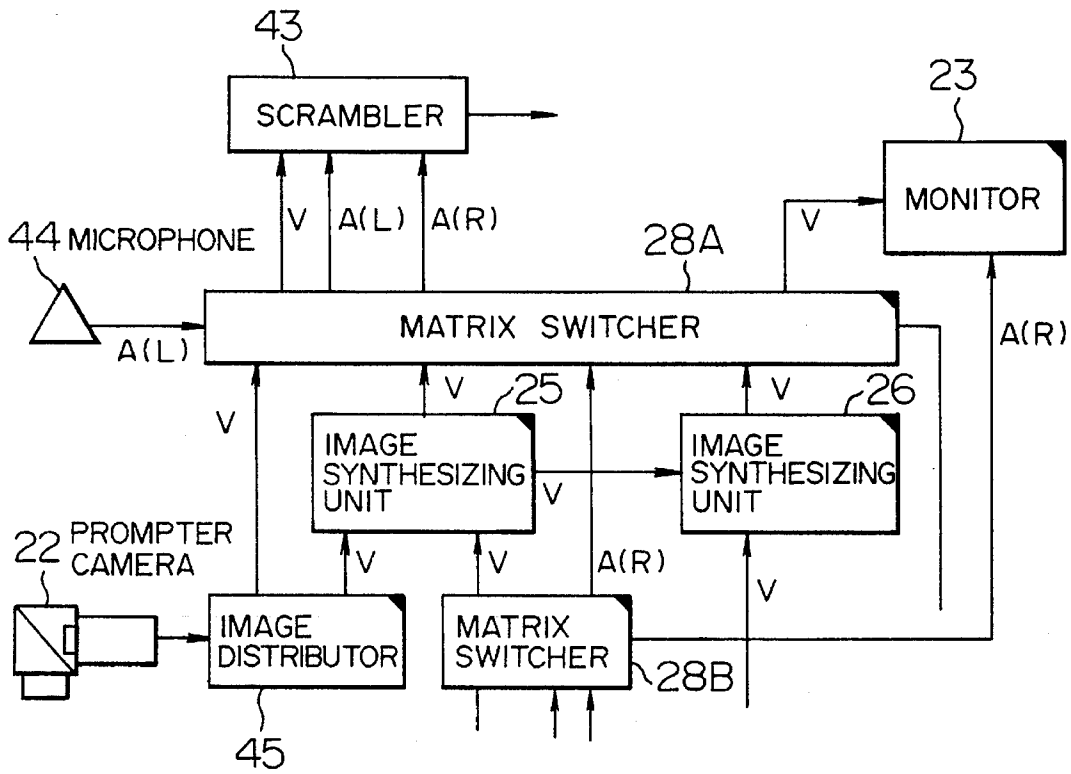 43
SCRAMBLER
23
MONITOR
V
A(L)
A(R)
V
44 MICROPHONE
28A
A(L)
MATRIX SWITCHER
A(R)
V
V
25
V
26
IMAGE
SYNTHESIZING
UNIT
V
IMAGE
SYNTHESIZING
UNIT
22 PROMPTER
CAMERA
V
V
A(R)
V
IMAGE
DISTRIBUTOR
MATRIX
SWITCHER
28B
45